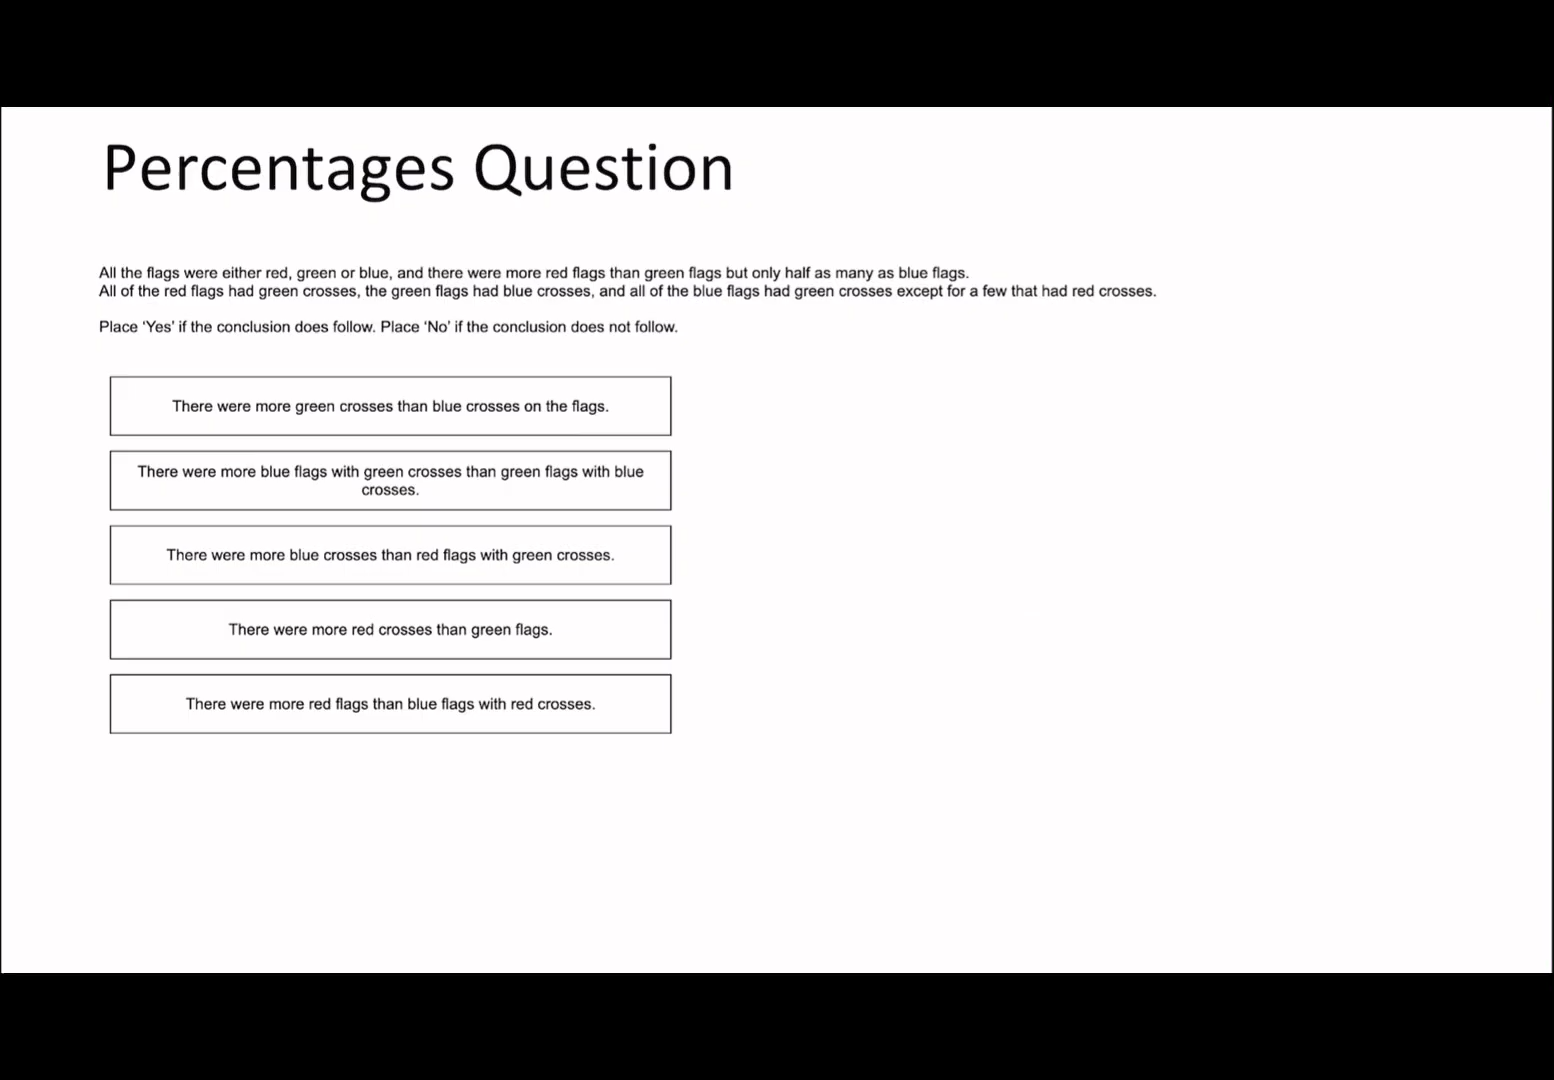 Percentages Question
All the flags were either red, green or blue, and there were more red flags than green flags but only half as many as blue flags.
All of the red flags had green crosses, the green flags had blue crosses, and all of the blue flags had green crosses except for a few that had red crosses.
Place ‘Yes’ if the conclusion does follow. Place ‘No’ if the conclusion does not follow.
There were more green crosses than blue crosses on the flags.
There were more blue flags with green crosses than green flags with blue
crosses.
There were more blue crosses than red flags with green crosses.
There were more red crosses than green flags.
There were more red flags than blue flags with red crosses.